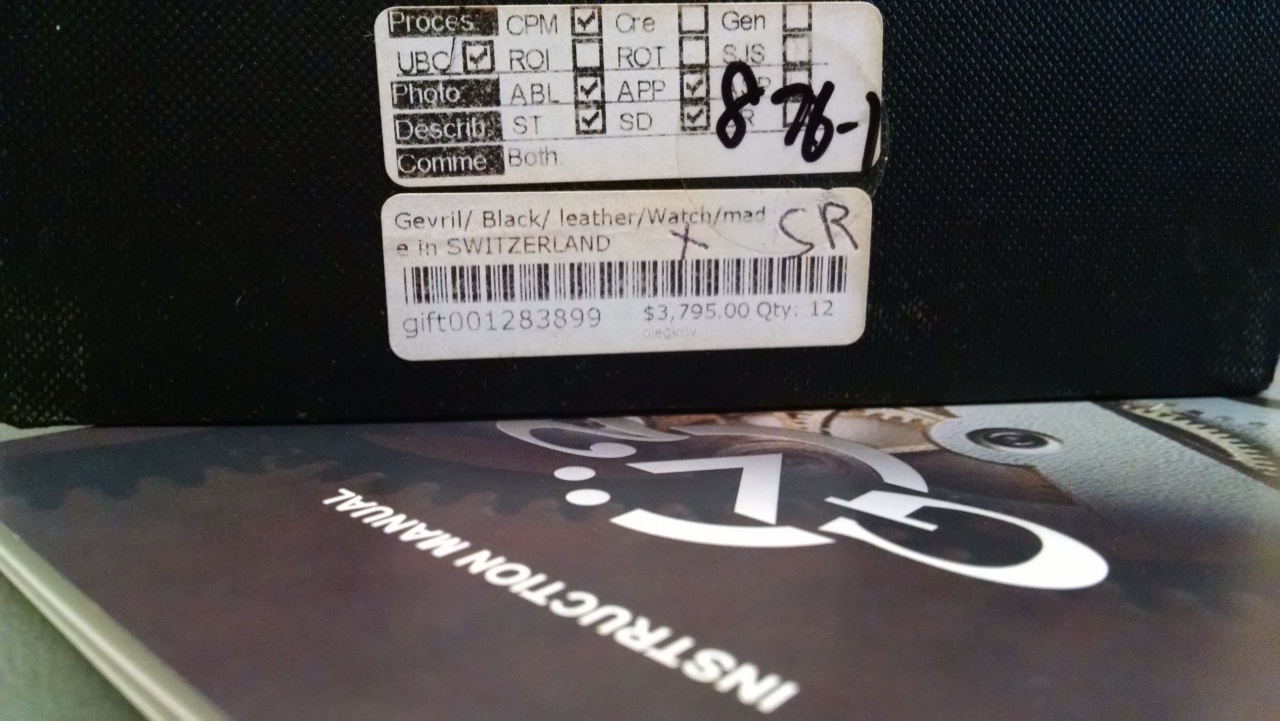 Proces CPM Cre Gen
UBC/ ROI ROT SJS
Photo ABL APP
Describ ST SD R
8 76-1
Comme Both:
Gevril/ Black/ leather/Watch/mad
e in SWITZERLAND
X SR
gift001283899 $3,795.00 Qty: 12
olegkriv
GV
INSTRUCTION MANUAL